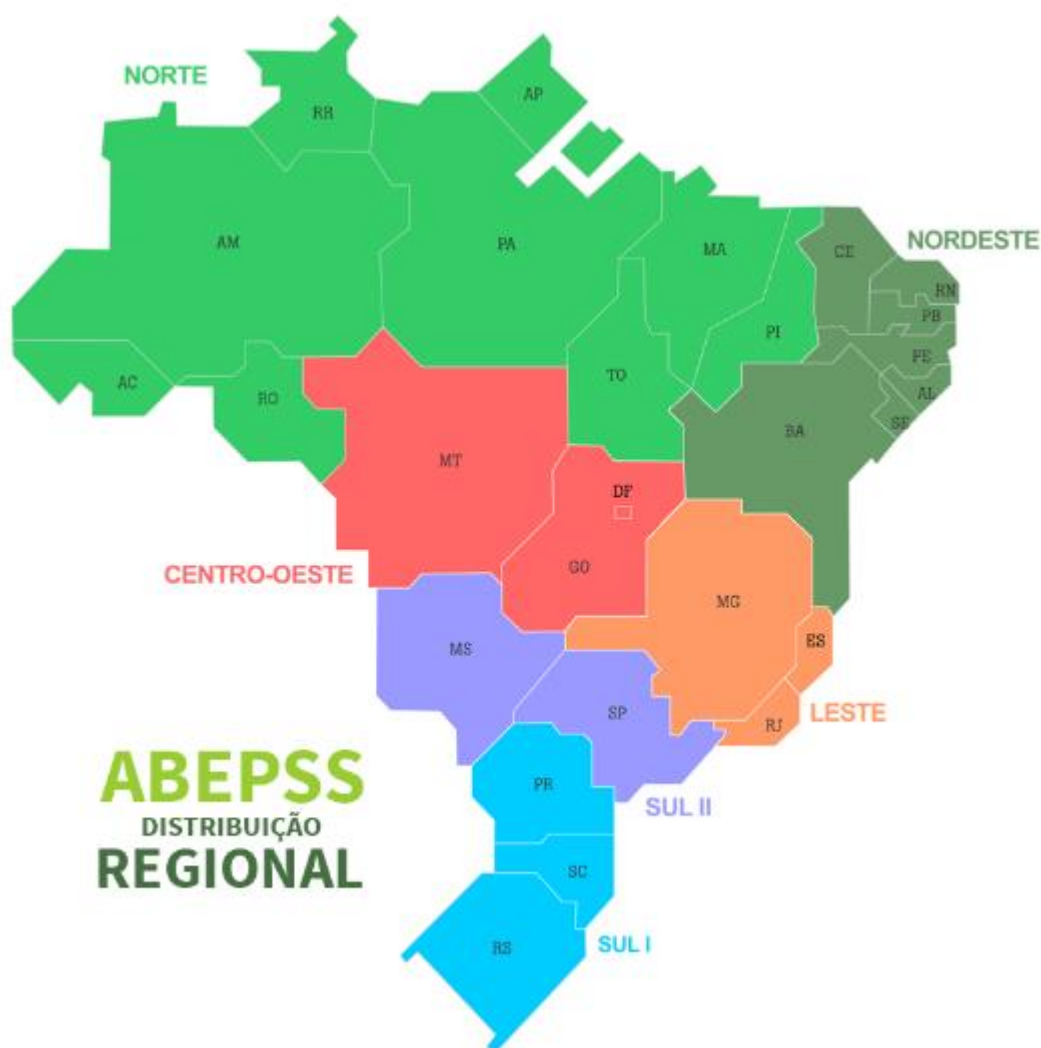 NORTE
RR
AP
AM
PA
MA
CE
NORDESTE
RN
PB
PI
PE
TO
AC
AL
RO
SE
BA
MT
DF
CENTRO-OESTE
GO
MG
ES
MS
SP
RJ
LESTE
ABEPSS
DISTRIBUIÇÃO
REGIONAL
PR
SUL II
SC
RS
SUL I